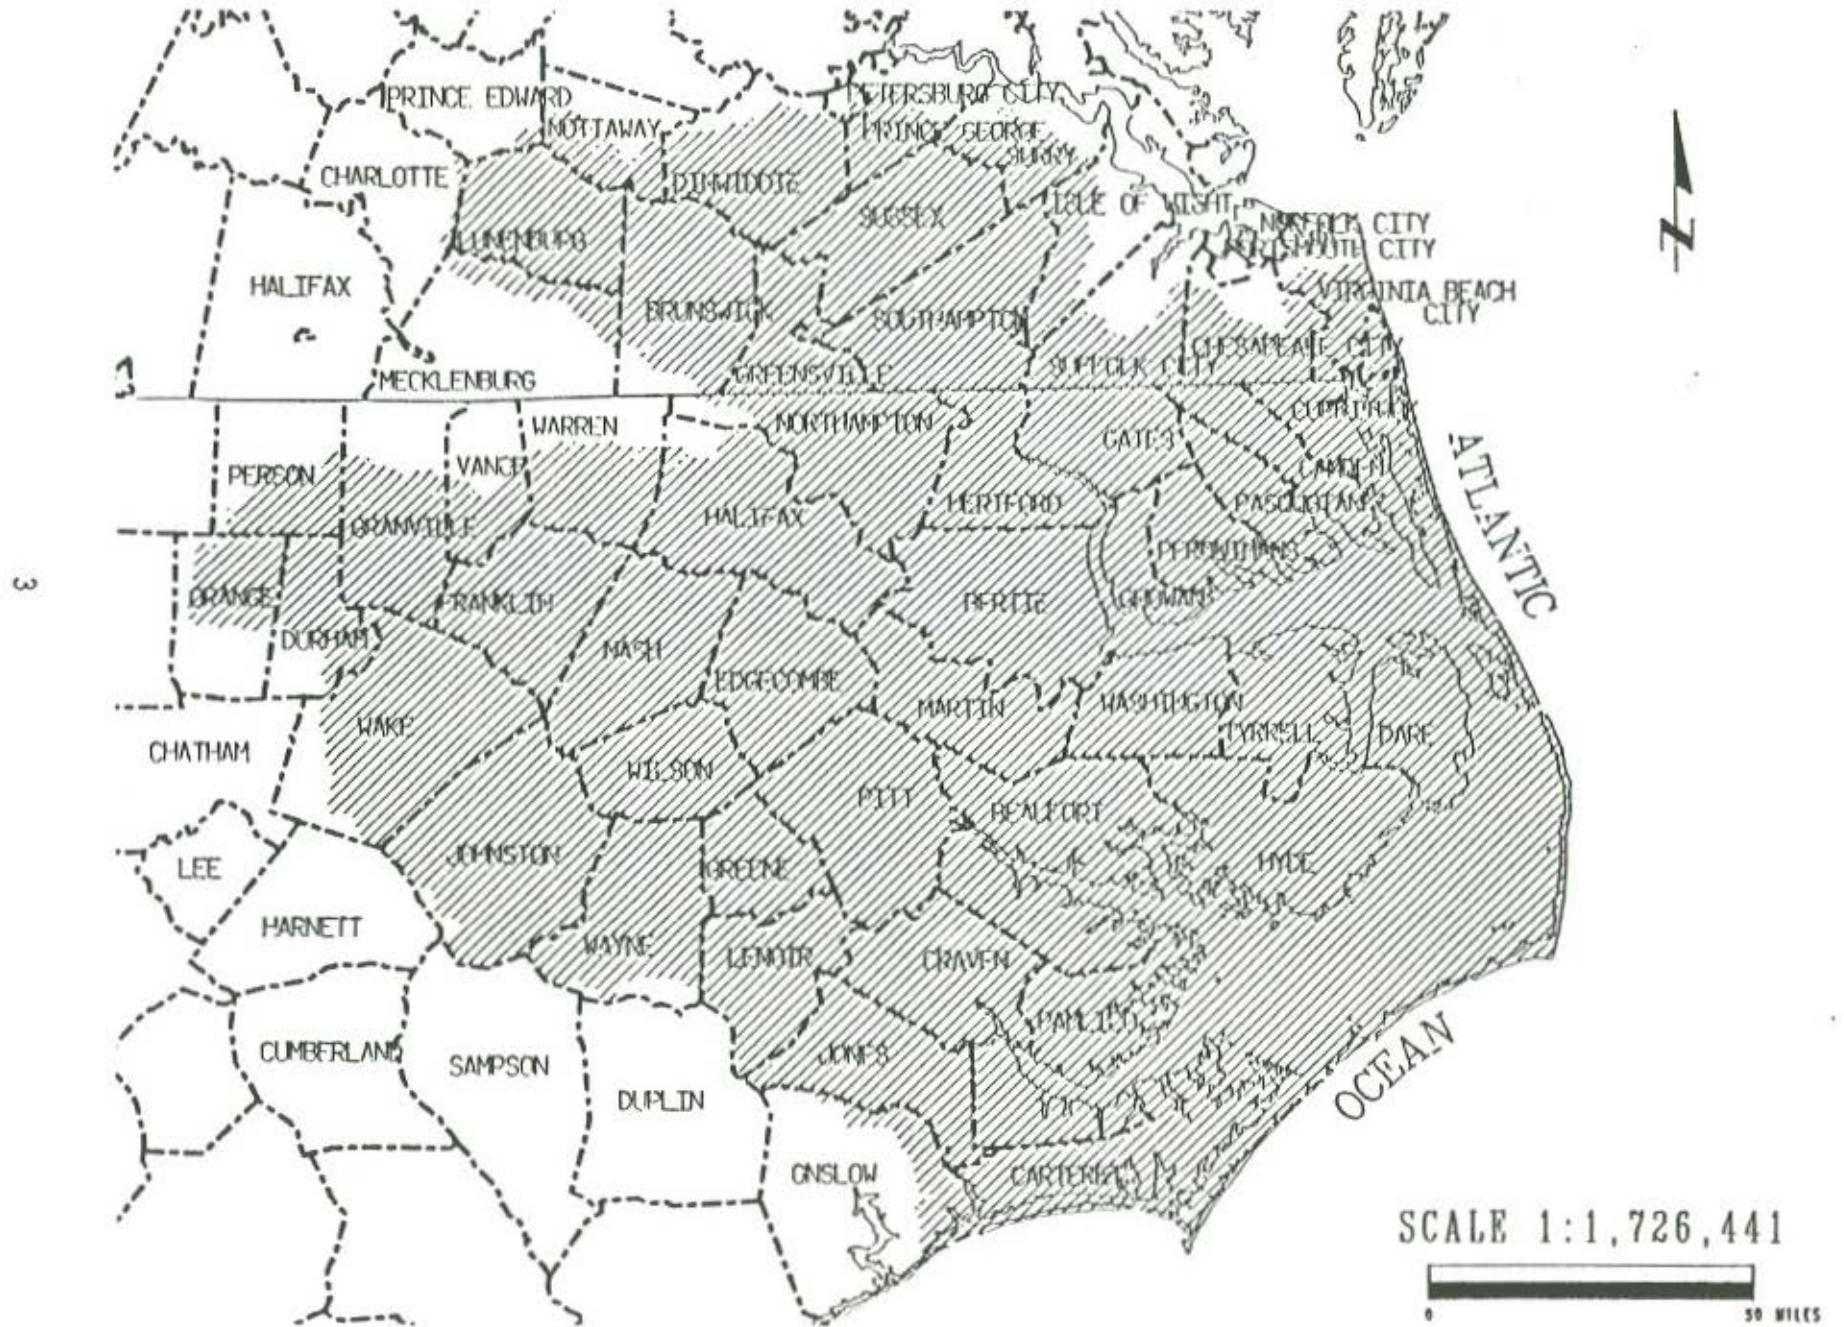 PRINCE EDWARD
PETERSBURG CITY
NOTTAWAY
PRINCE GEORGE
SURRY
CHARLOTTE
DINWIDDIE
ISLE OF WIGHT
SUSSEX
NORFOLK CITY
PORTSMOUTH CITY
LUNENBURG
HALIFAX
VIRGINIA BEACH
CITY
BRUNSWICK
SOUTHAMPTON
CHESAPEAKE CITY
SUFFOLK CITY
GREENSVILLE
MECKLENBURG
N
WARREN
NORTHAMPTON
CURRITUCK
GATES
PERSON
VANCE
CAMDEN
HERTFORD
PASQUOTANK
HALIFAX
GRANVILLE
ATLANTIC
PERQUIMANS
3
ORANGE
FRANKLIN
BERTIE
CHOWAN
DURHAM
NASH
EDGECOMBE
MARTIN
WASHINGTON
WAKE
TYRRELL
DARE
CHATHAM
WILSON
PITT
BEAUFORT
JOHNSTON
GREENE
HYDE
LEE
HARNETT
WAYNE
LENOIR
CRAVEN
PAMLICO
CUMBERLAND
SAMPSON
JONES
OCEAN
DUPLIN
ONSLOW
CARTERET
SCALE 1:1,726,441
0 50 MILES